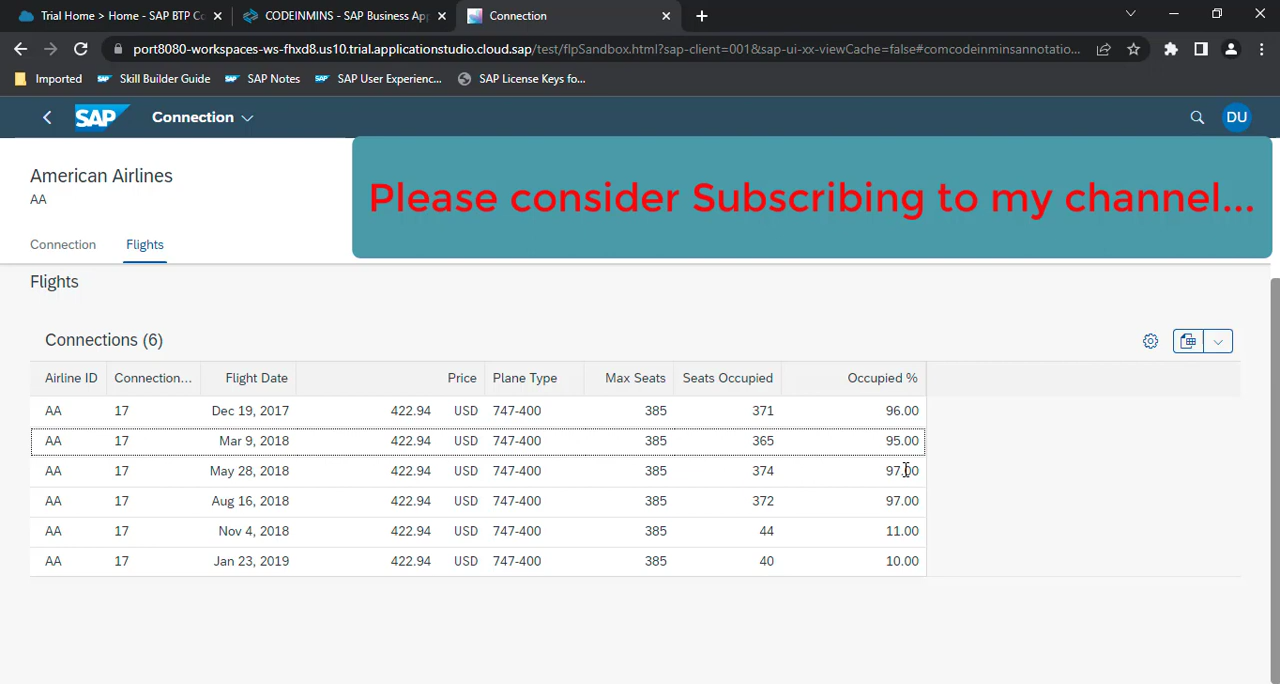 Trial Home > Home - SAP BTP Co
CODEINMINS - SAP Business App
Connection
port8080-workspaces-ws-fhxd8.us10.trial.applicationstudio.cloud.sap/test/flpSandbox.html?sap-client=001&sap-ui-xx-viewCache=false#comcodeinminsannotatio...
Imported
SAP Skill Builder Guide
SAP SAP Notes
SAP SAP User Experienc...
SAP License Keys fo...
SAP Connection
DU
American Airlines
AA
Please consider Subscribing to my channel...
Connection Flights
Flights
Connections (6)
Airline ID Connection... Flight Date Price Plane Type Max Seats Seats Occupied Occupied %
AA 17 Dec 19, 2017 422.94 USD 747-400 385 371 96.00
AA 17 Mar 9, 2018 422.94 USD 747-400 385 365 95.00
AA 17 May 28, 2018 422.94 USD 747-400 385 374 97.00
AA 17 Aug 16, 2018 422.94 USD 747-400 385 372 97.00
AA 17 Nov 4, 2018 422.94 USD 747-400 385 44 11.00
AA 17 Jan 23, 2019 422.94 USD 747-400 385 40 10.00